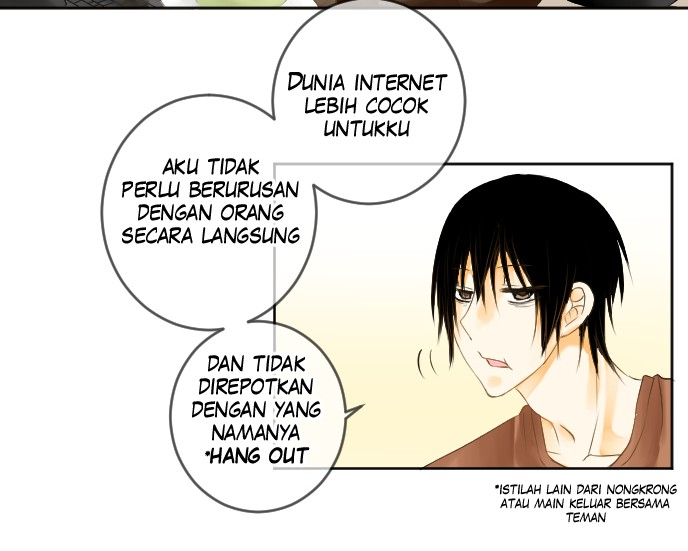 DUNIA INTERNET
LEBIH COCOK
UNTUKKU
AKU TIDAK
PERLU BERURUSAN
DENGAN ORANG
SECARA LANGSUNG
DAN TIDAK
DIREPOTKAN
DENGAN YANG
NAMANYA
*HANG OUT
*ISTILAH LAIN DARI NONGKRONG
ATAU MAIN KELUAR BERSAMA
TEMAN